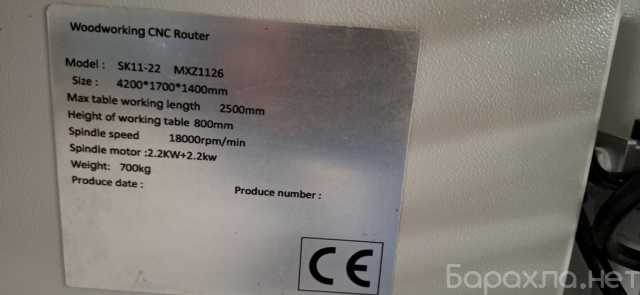 Woodworking CNC Router
Model : SK11-22 MXZ1126
Size : 4200*1700*1400mm
Max table working length 2500mm
Height of working table 800mm
Spindle speed 18000rpm/min
Spindle motor :2.2KW+2.2kw
Weight: 700kg
Produce date :
Produce number :
CE
Барахла.нет